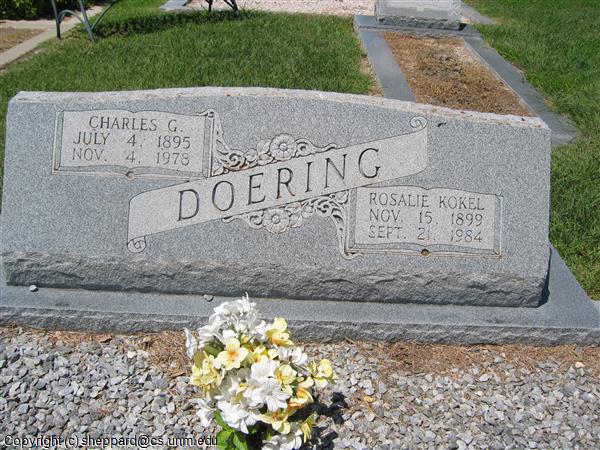 CHARLES G.
JULY 4, 1895
NOV. 4, 1978
DOERING
ROSALIE KOKEL
NOV. 15, 1899
SEPT. 21, 1984
Copyright (c) sheppard@cs.unm.edu